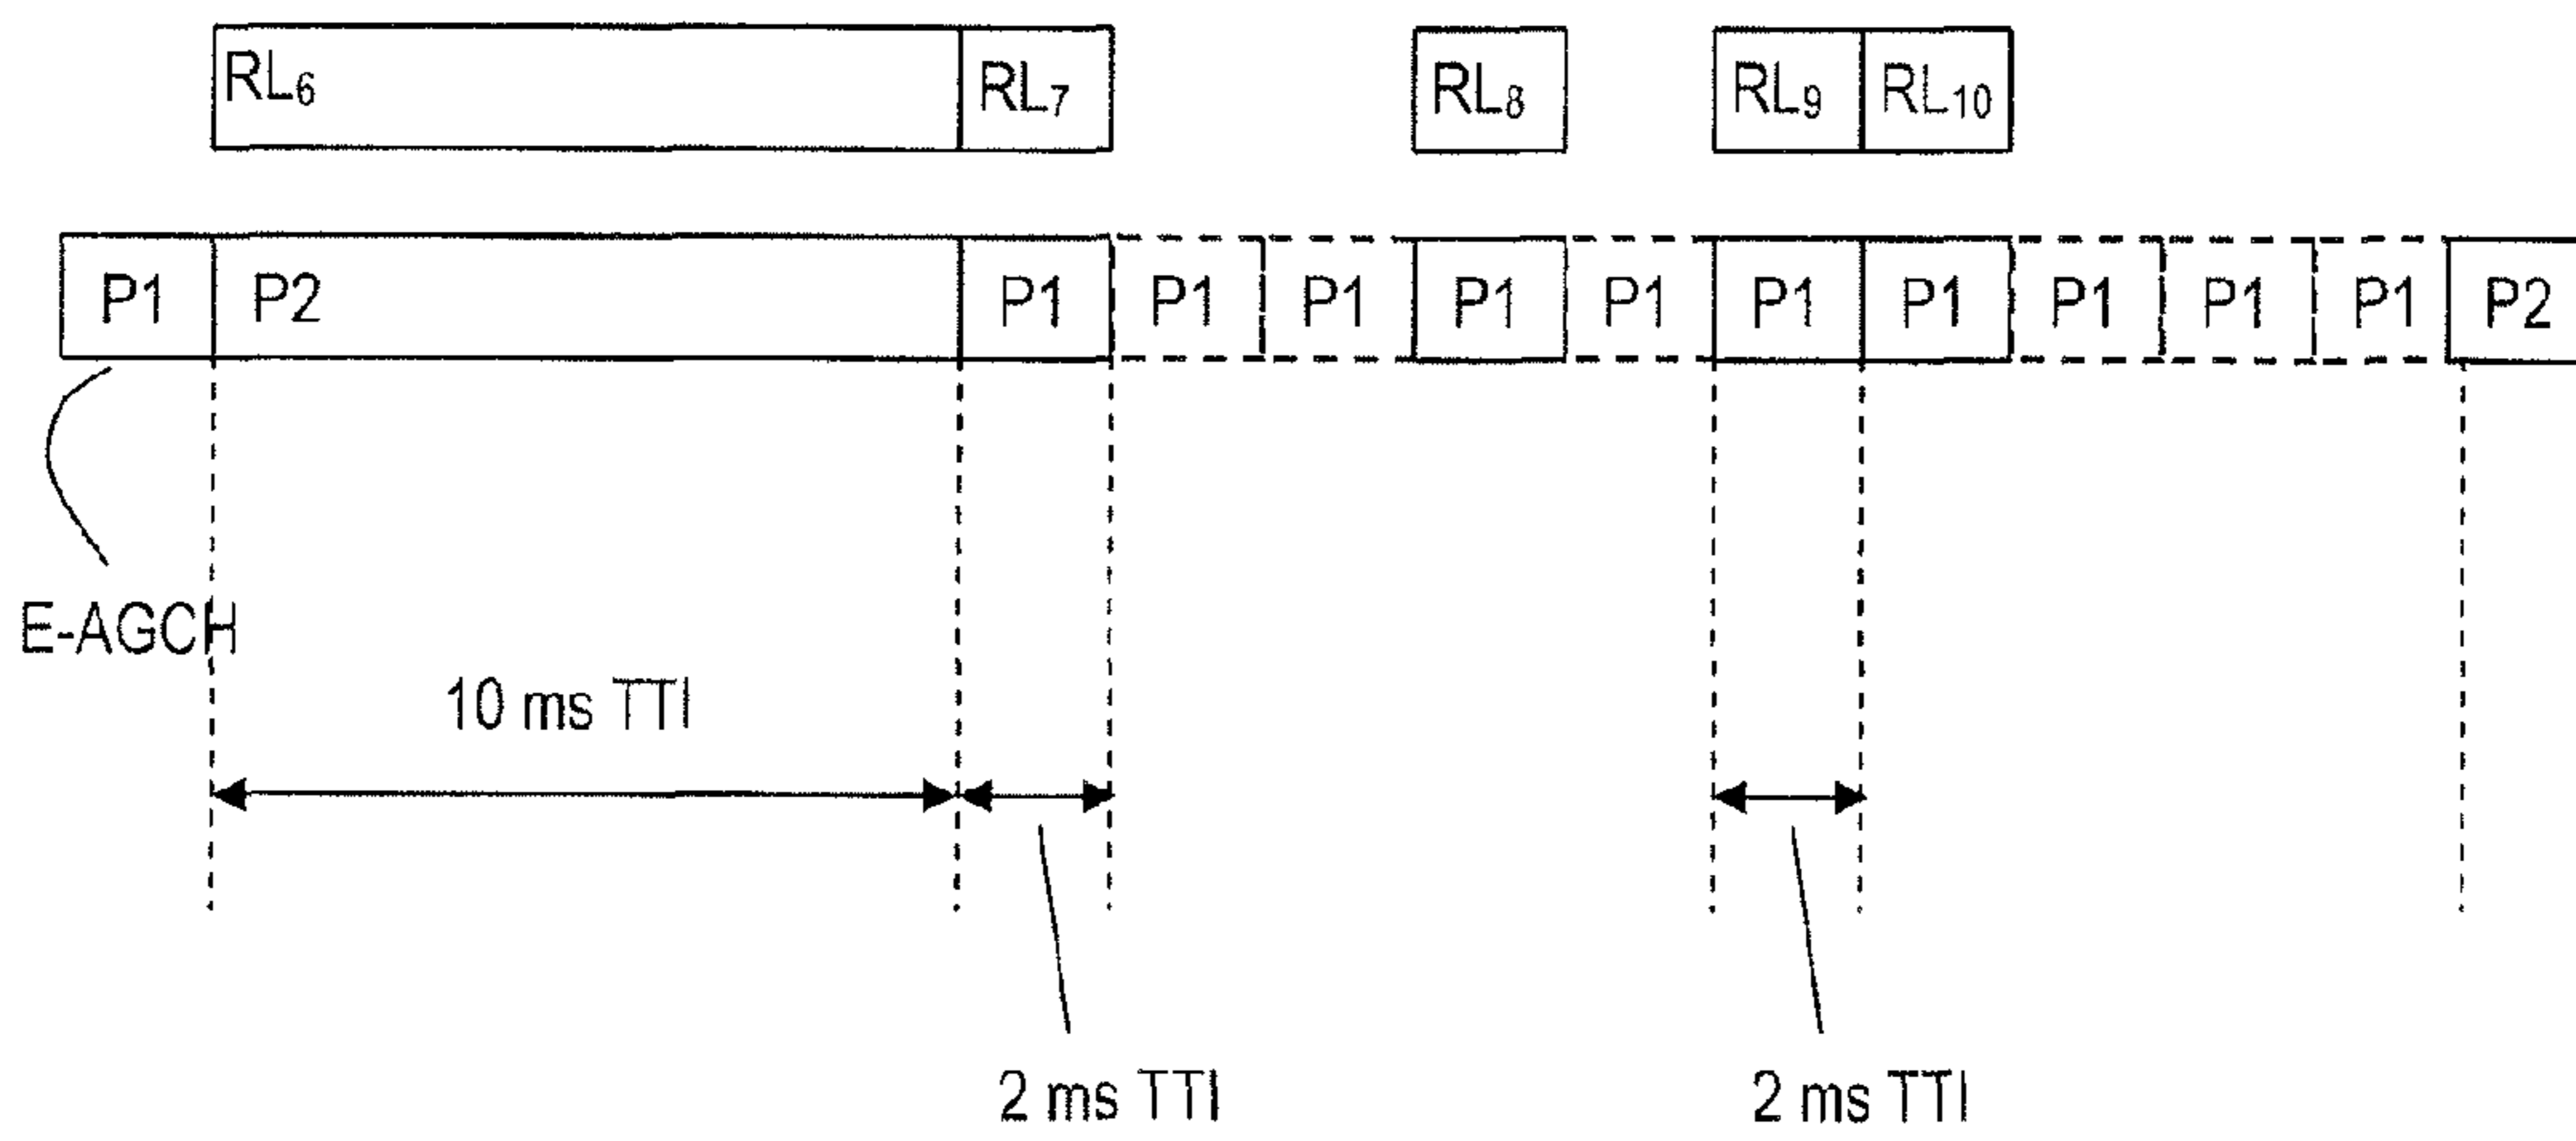 RL6 RL7 RL8 RL9 RL10
P1 P2 P1 P1 P1 P1 P1 P1 P1 P1 P1 P1 P2
E-AGCH
10 ms TTI
2 ms TTI 2 ms TTI